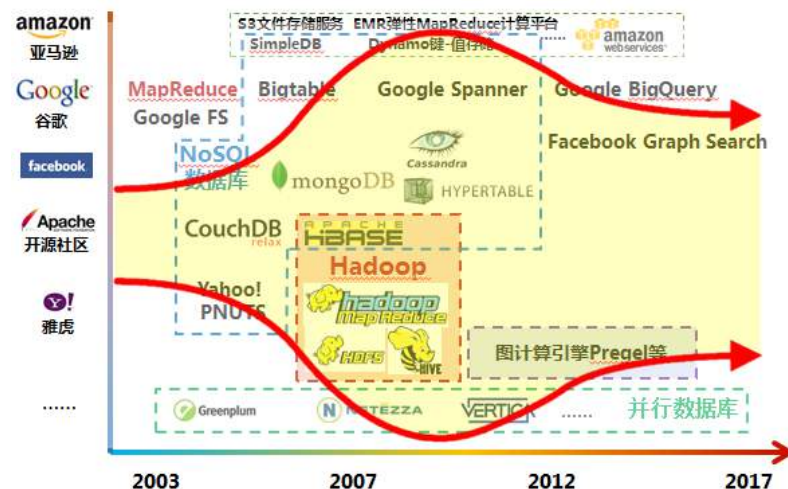 amazon
亚马逊
S3文件存储服务 EMR弹性MapReduce计算平台
SimpleDB Dynamo键-值存储
......
amazon
webservices
Google
谷歌
MapReduce Bigtable Google Spanner Google BigQuery
Google FS
Facebook Graph Search
facebook
NoSQL
数据库
mongoDB
Cassandra
HYPERTABLE
Apache
开源社区
CouchDB
relax
APACHE
HBASE
Hadoop
Yahoo!
PNUTS
Y!
雅虎
hadoop
MapReduce
HDFS
HIVE
图计算引擎Pregel等
......
Greenplum
NETEZZA
VERTICA
......
并行数据库
2003 2007 2012 2017